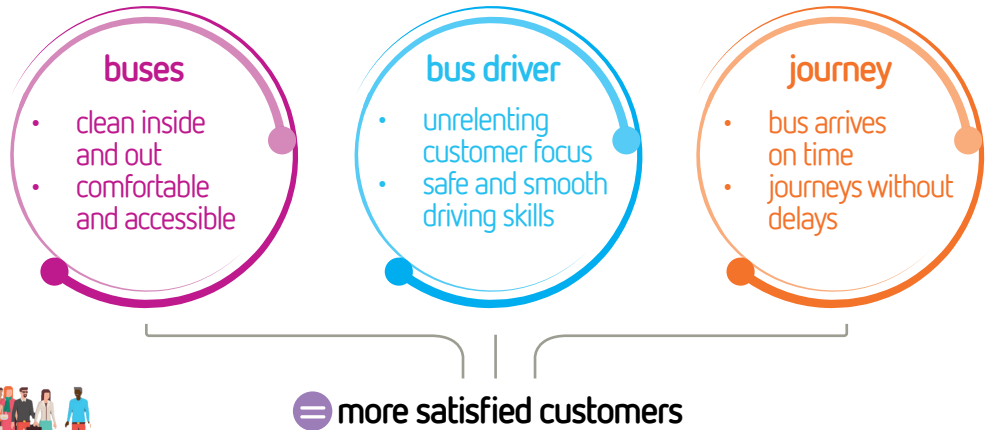 buses
• clean inside
and out
• comfortable
and accessible
bus driver
• unrelenting
customer focus
• safe and smooth
driving skills
journey
• bus arrives
on time
• journeys without
delays
= more satisfied customers